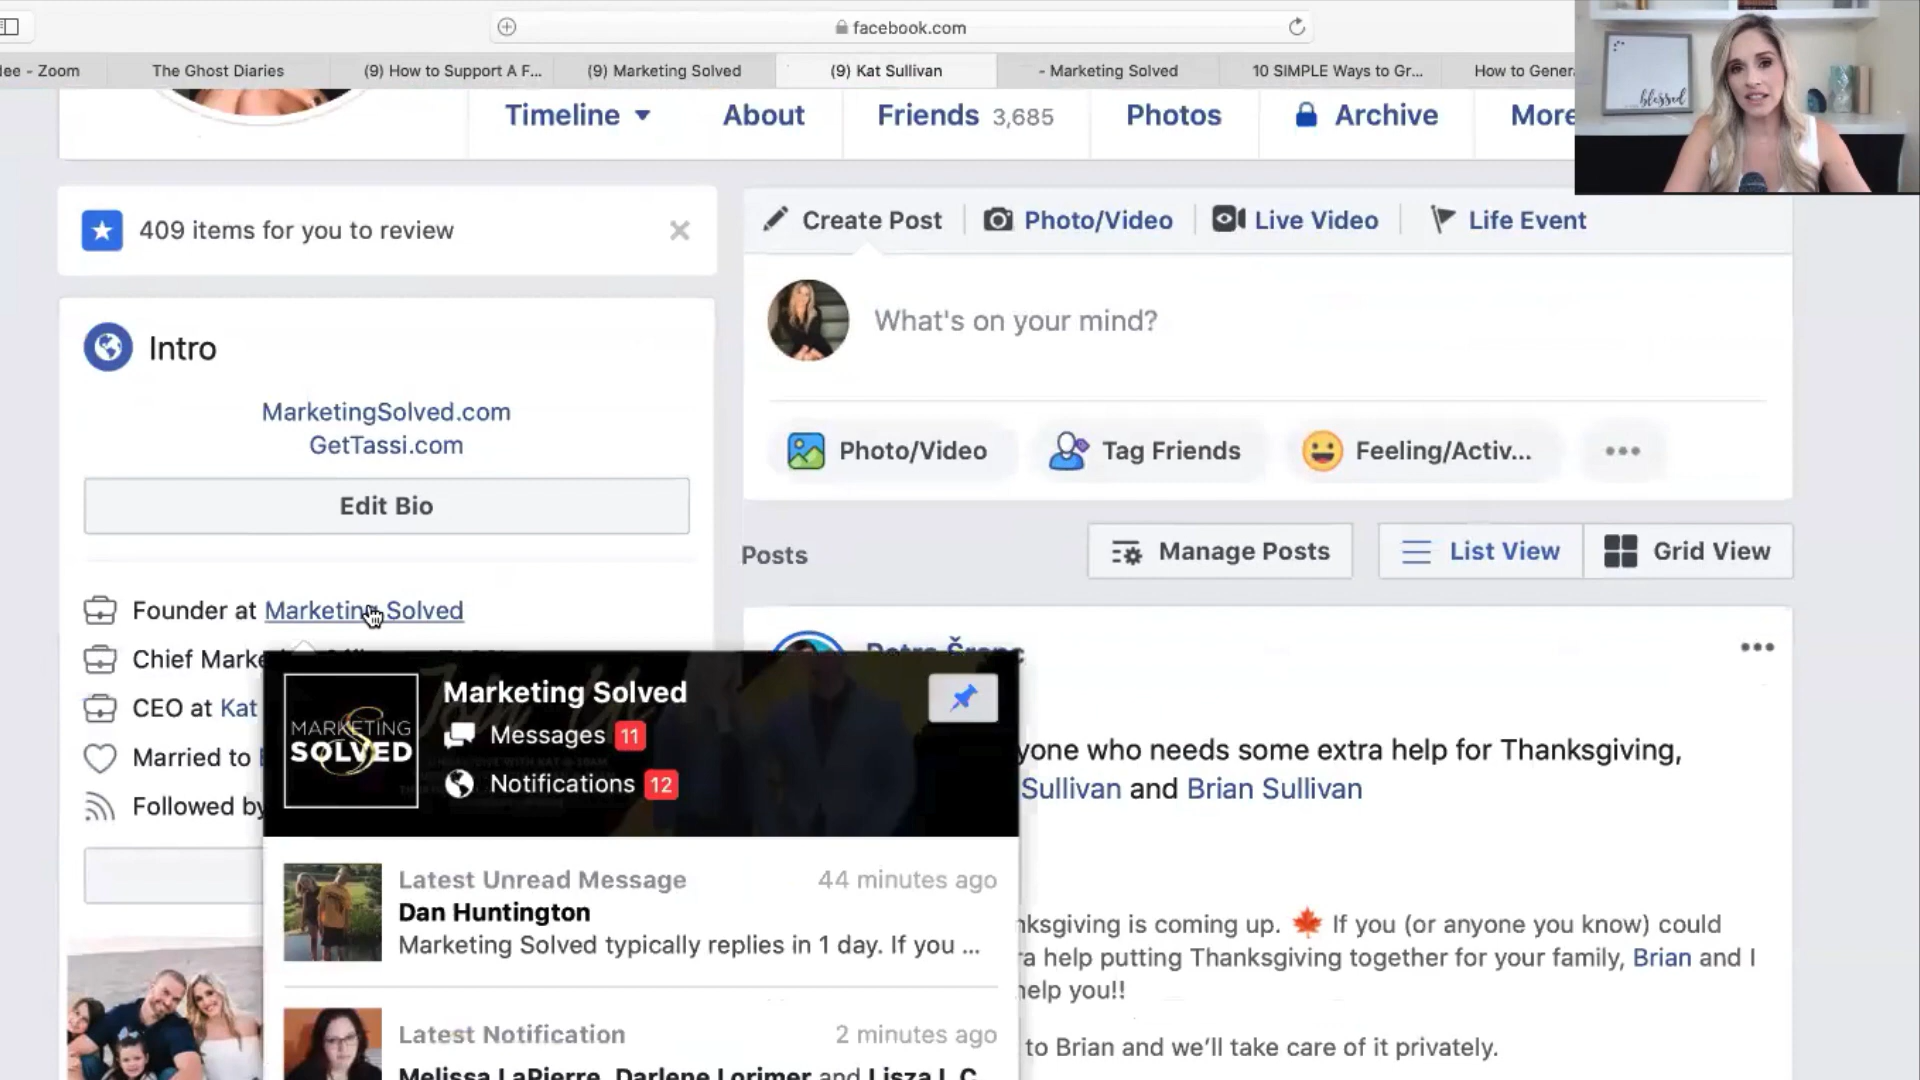 facebook.com
lee - Zoom
The Ghost Diaries
(9) How to Support A F...
(9) Marketing Solved
(9) Kat Sullivan
- Marketing Solved
10 SIMPLE Ways to Gr...
How to Gener
blessed
Timeline
About
Friends 3,685
Photos
Archive
More
409 items for you to review
Create Post
Photo/Video
Live Video
Life Event
What's on your mind?
Intro
MarketingSolved.com
GetTassi.com
Edit Bio
Photo/Video
Tag Friends
Feeling/Activ...
Posts
Manage Posts
List View
Grid View
Founder at Marketing Solved
Chief Marke
CEO at Kat
Married to
Followed by
MARKETING
SOLVED
Marketing Solved
Messages 11
Notifications 12
Latest Unread Message
44 minutes ago
Dan Huntington
Marketing Solved typically replies in 1 day. If you ...
Latest Notification
2 minutes ago
Melissa LaPierre, Darlene Lorimer and Lisza L C
yone who needs some extra help for Thanksgiving,
Sullivan and Brian Sullivan
nksgiving is coming up. If you (or anyone you know) could
ra help putting Thanksgiving together for your family, Brian and I
help you!!
to Brian and we'll take care of it privately.